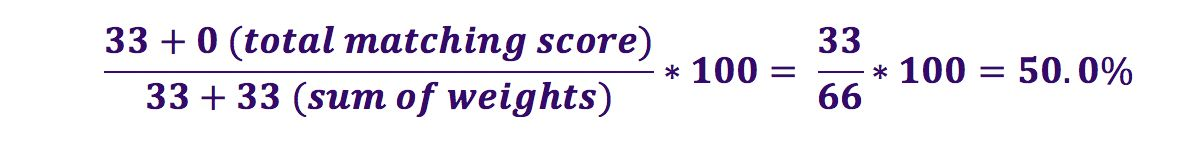 33 + 0 (total matching score)
33 + 33 (sum of weights)
* 100 =
33
66
* 100 = 50.0%